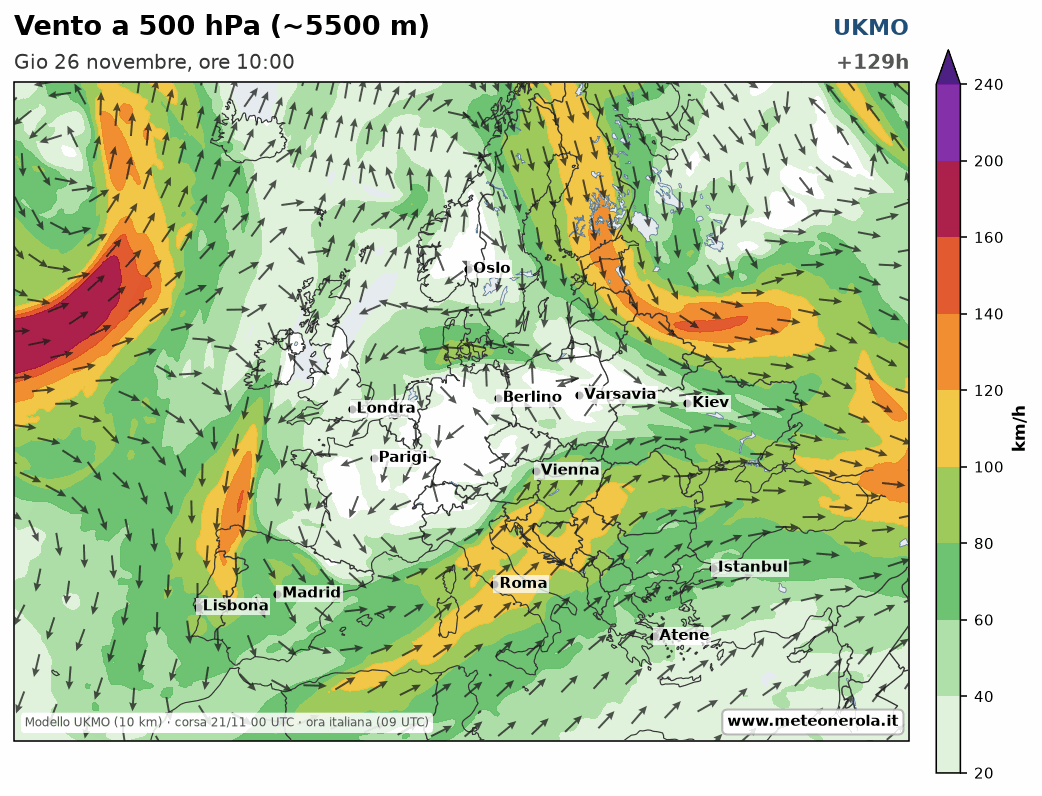 Vento a 500 hPa (~5500 m)
UKMO
Gio 26 novembre, ore 10:00
+129h
240
200
160
140
120
100
80
60
40
20
km/h
Oslo
Berlino
Varsavia
Kiev
Londra
Parigi
Vienna
Istanbul
Roma
Madrid
Lisbona
Atene
Modello UKMO (10 km) · corsa 21/11 00 UTC · ora italiana (09 UTC)
www.meteonerola.it